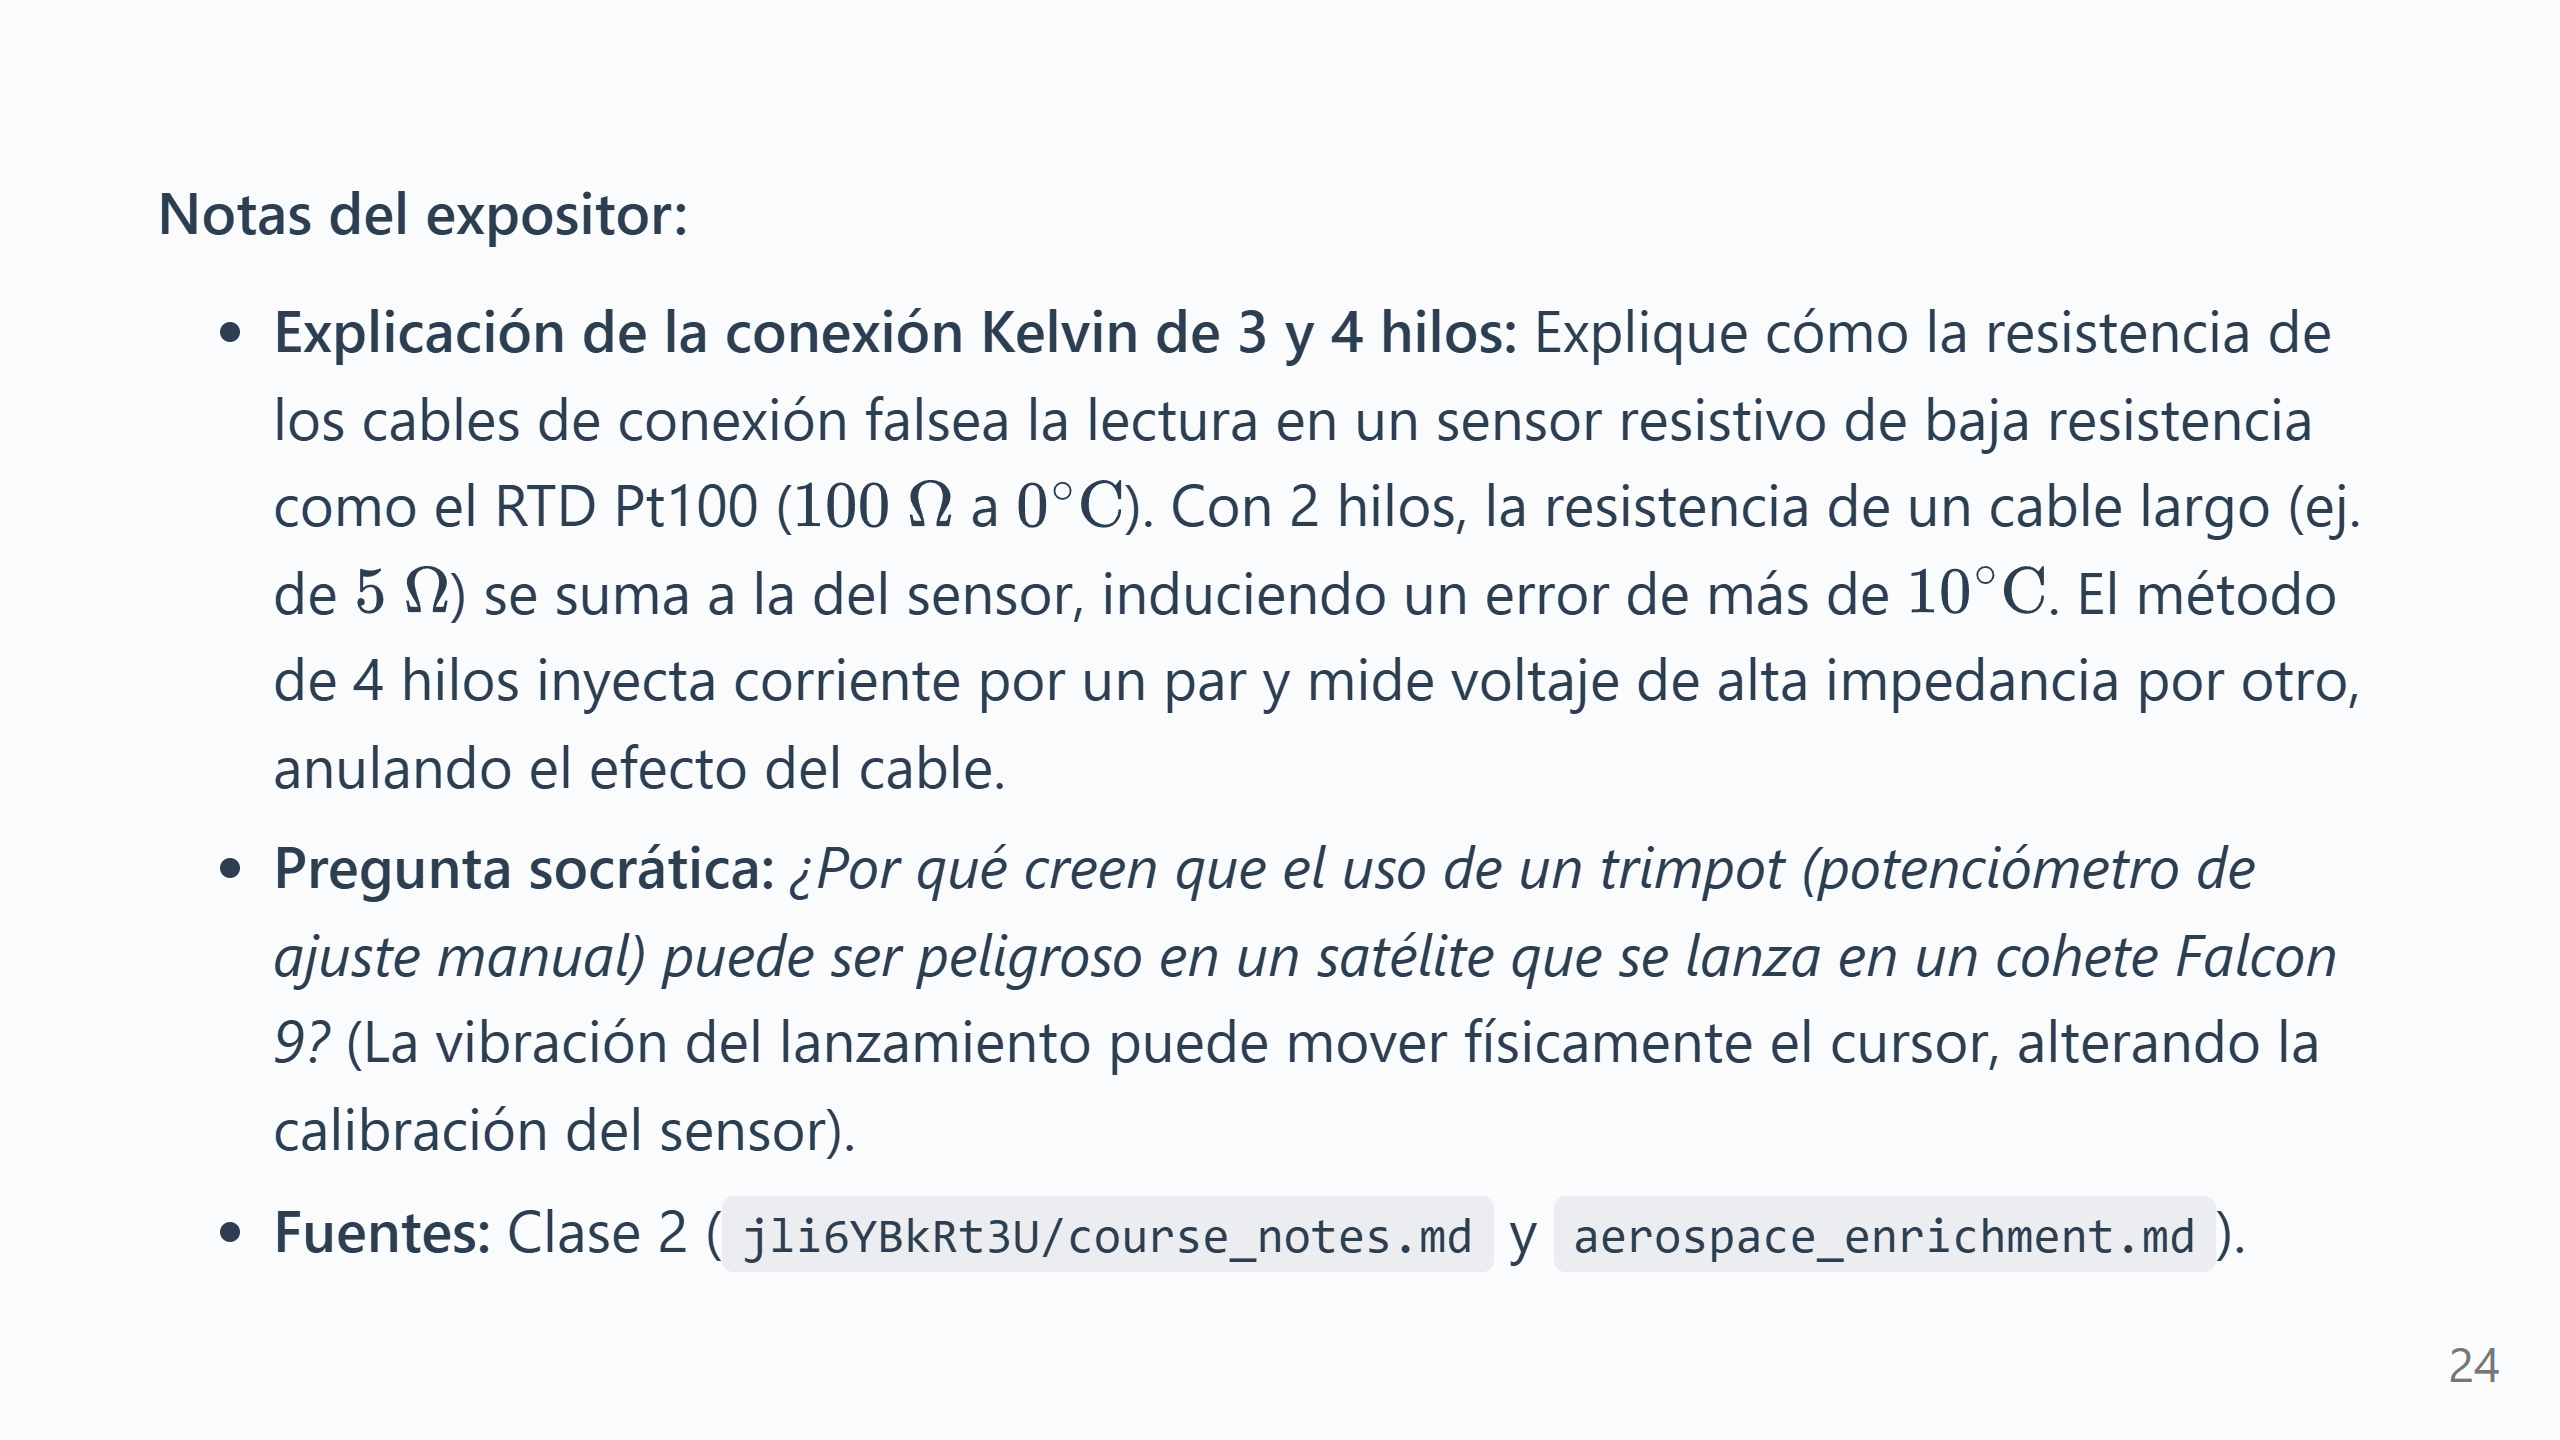 Notas del expositor:
• Explicación de la conexión Kelvin de 3 y 4 hilos: Explique cómo la resistencia de
los cables de conexión falsea la lectura en un sensor resistivo de baja resistencia
como el RTD Pt100 (100 Ω a 0°C). Con 2 hilos, la resistencia de un cable largo (ej.
de 5 Ω) se suma a la del sensor, induciendo un error de más de 10°C. El método
de 4 hilos inyecta corriente por un par y mide voltaje de alta impedancia por otro,
anulando el efecto del cable.
• Pregunta socrática: ¿Por qué creen que el uso de un trimpot (potenciómetro de
ajuste manual) puede ser peligroso en un satélite que se lanza en un cohete Falcon
9? (La vibración del lanzamiento puede mover físicamente el cursor, alterando la
calibración del sensor).
• Fuentes: Clase 2 (jli6YBkRt3U/course_notes.md y aerospace_enrichment.md).
24